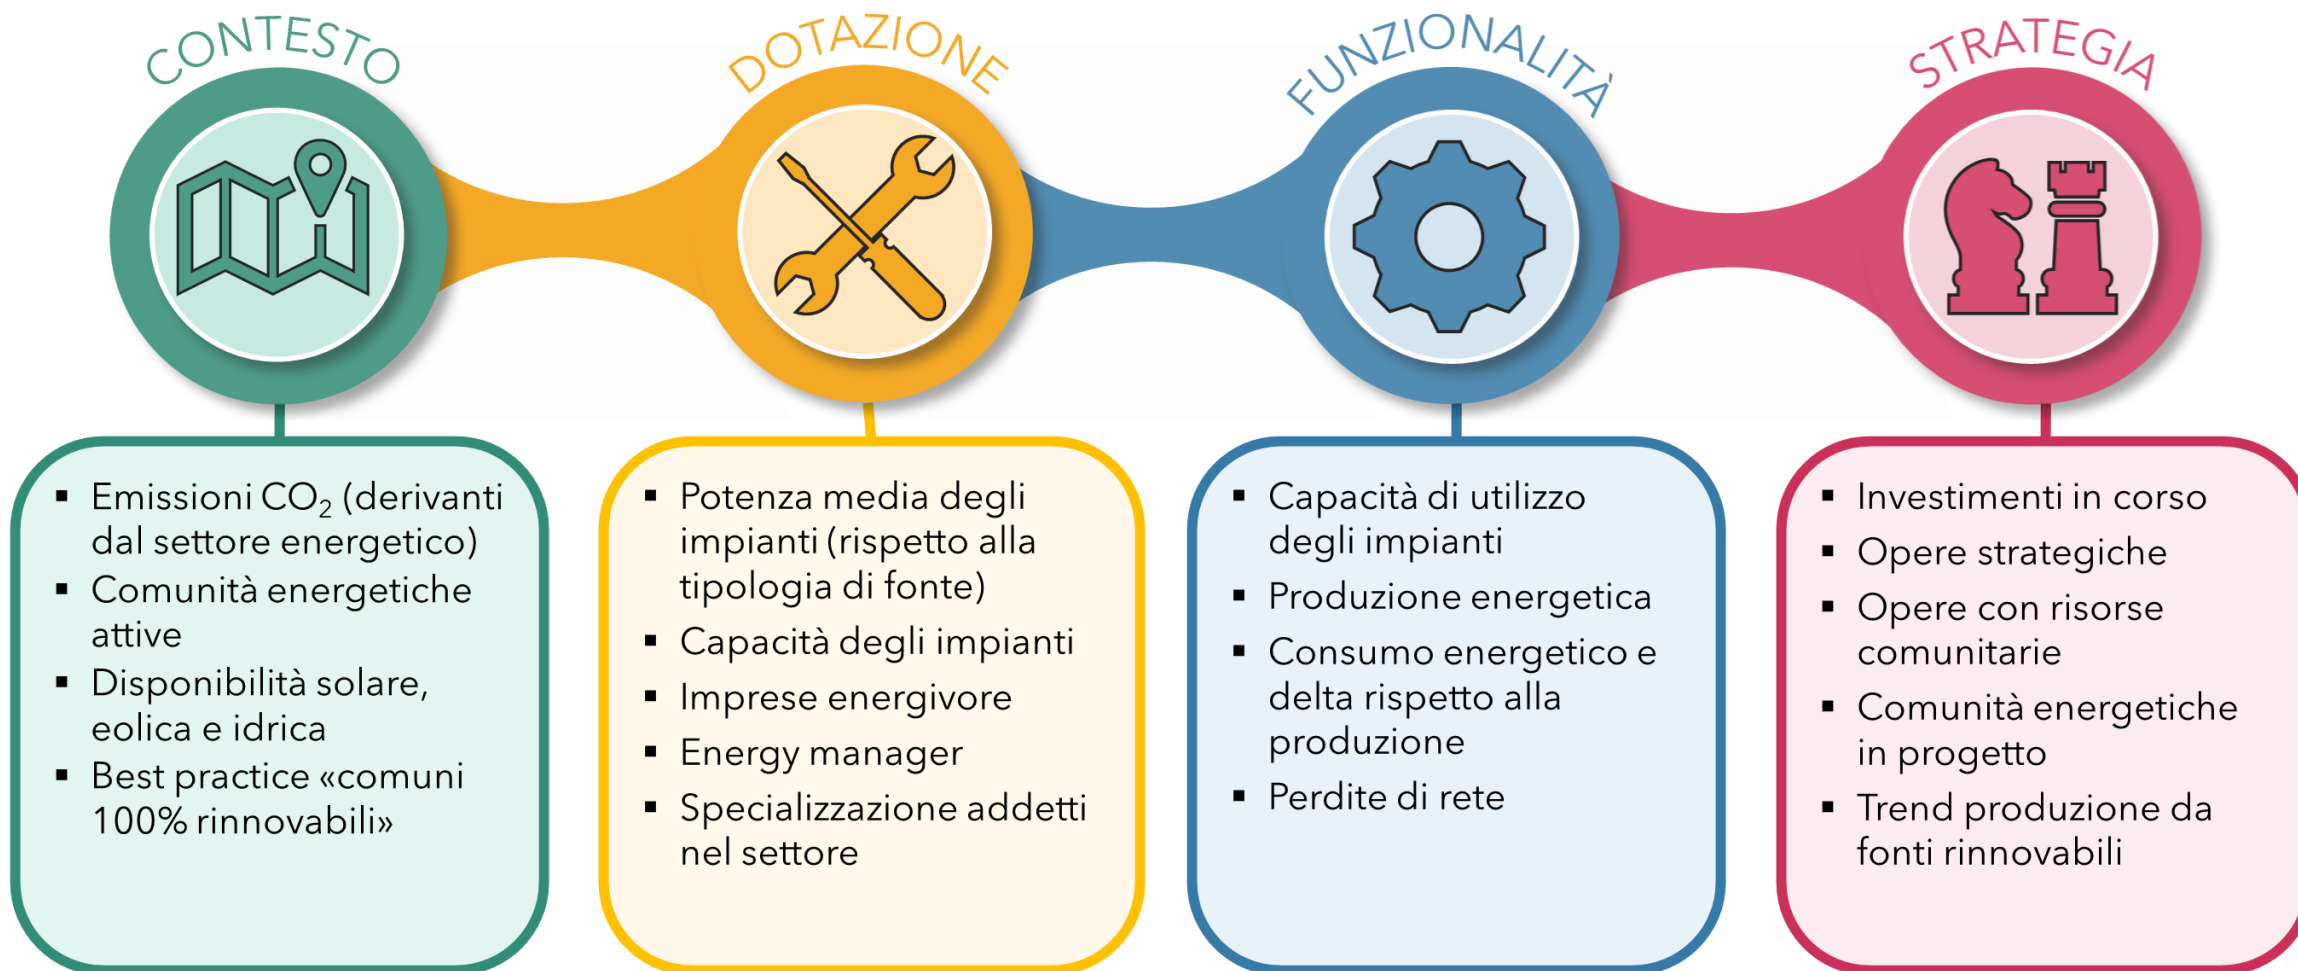 CONTESTO
DOTAZIONE
FUNZIONALITÀ
STRATEGIA
▪ Emissioni CO₂ (derivanti
dal settore energetico)
▪ Comunità energetiche
attive
▪ Disponibilità solare,
eolica e idrica
▪ Best practice «comuni
100% rinnovabili»
▪ Potenza media degli
impianti (rispetto alla
tipologia di fonte)
▪ Capacità degli impianti
▪ Imprese energivore
▪ Energy manager
▪ Specializzazione addetti
nel settore
▪ Capacità di utilizzo
degli impianti
▪ Produzione energetica
▪ Consumo energetico e
delta rispetto alla
produzione
▪ Perdite di rete
▪ Investimenti in corso
▪ Opere strategiche
▪ Opere con risorse
comunitarie
▪ Comunità energetiche
in progetto
▪ Trend produzione da
fonti rinnovabili